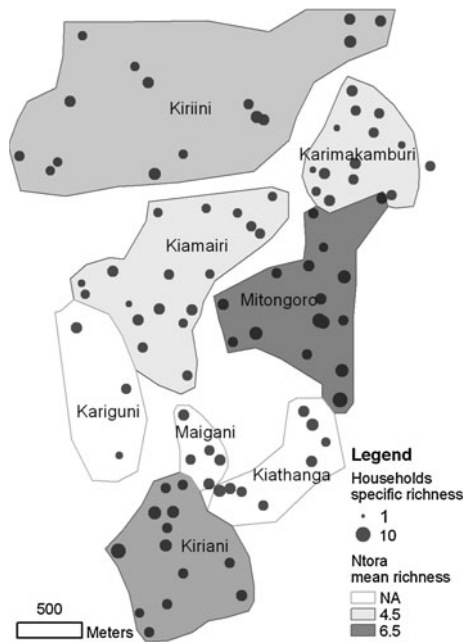 Kiriini
Karimakamburi
Kiamairi
Mitongoro
Kariguni
Maigani
Kiathanga
Kiriani
Legend
Households
specific richness
1
10
Ntora
mean richness
NA
4.5
6.5
500
Meters